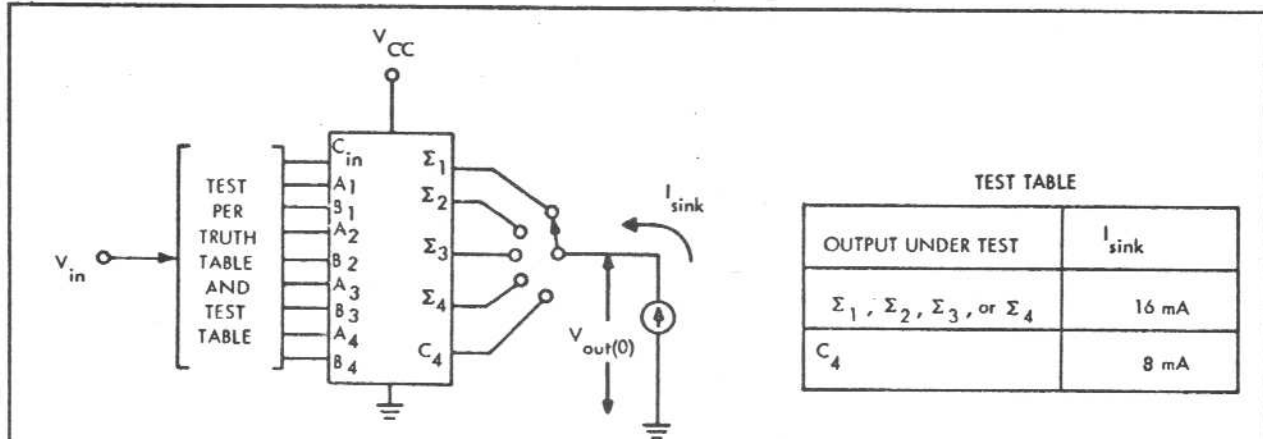 V CC
C in
A 1
B 1
A 2
B 2
A 3
B 3
A 4
B 4
Σ 1
Σ 2
Σ 3
Σ 4
C 4
V in
TEST
PER
TRUTH
TABLE
AND
TEST
TABLE
I sink
V out(0)
TEST TABLE
OUTPUT UNDER TEST
I sink
Σ 1 , Σ 2 , Σ 3 , or Σ 4
16 mA
C 4
8 mA